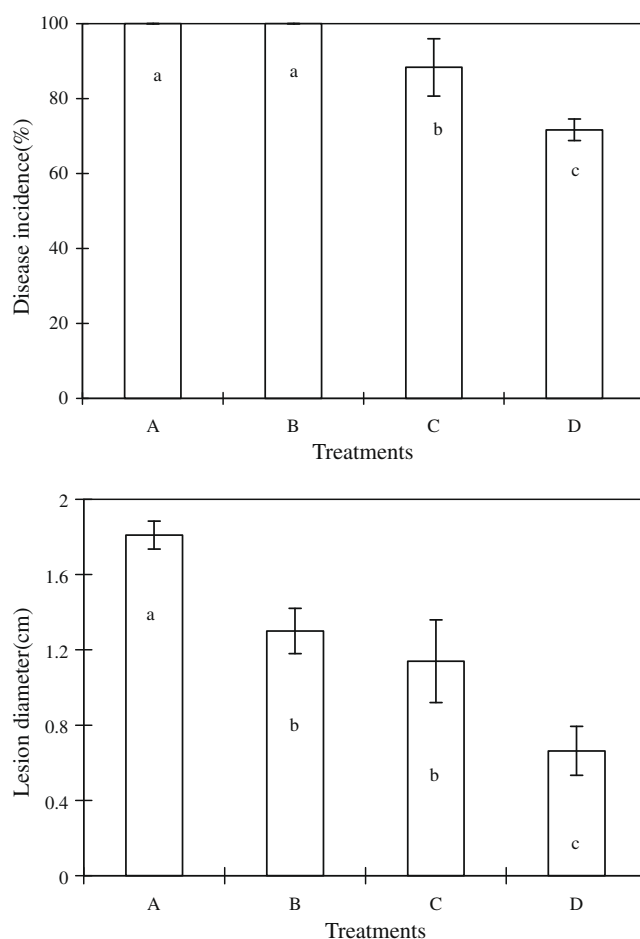 100
80
60
40
20
0
Disease incidence(%)
a
a
b
c
A B C D
Treatments
2
1.6
1.2
0.8
0.4
0
Lesion diameter(cm)
a
b
b
c
A B C D
Treatments